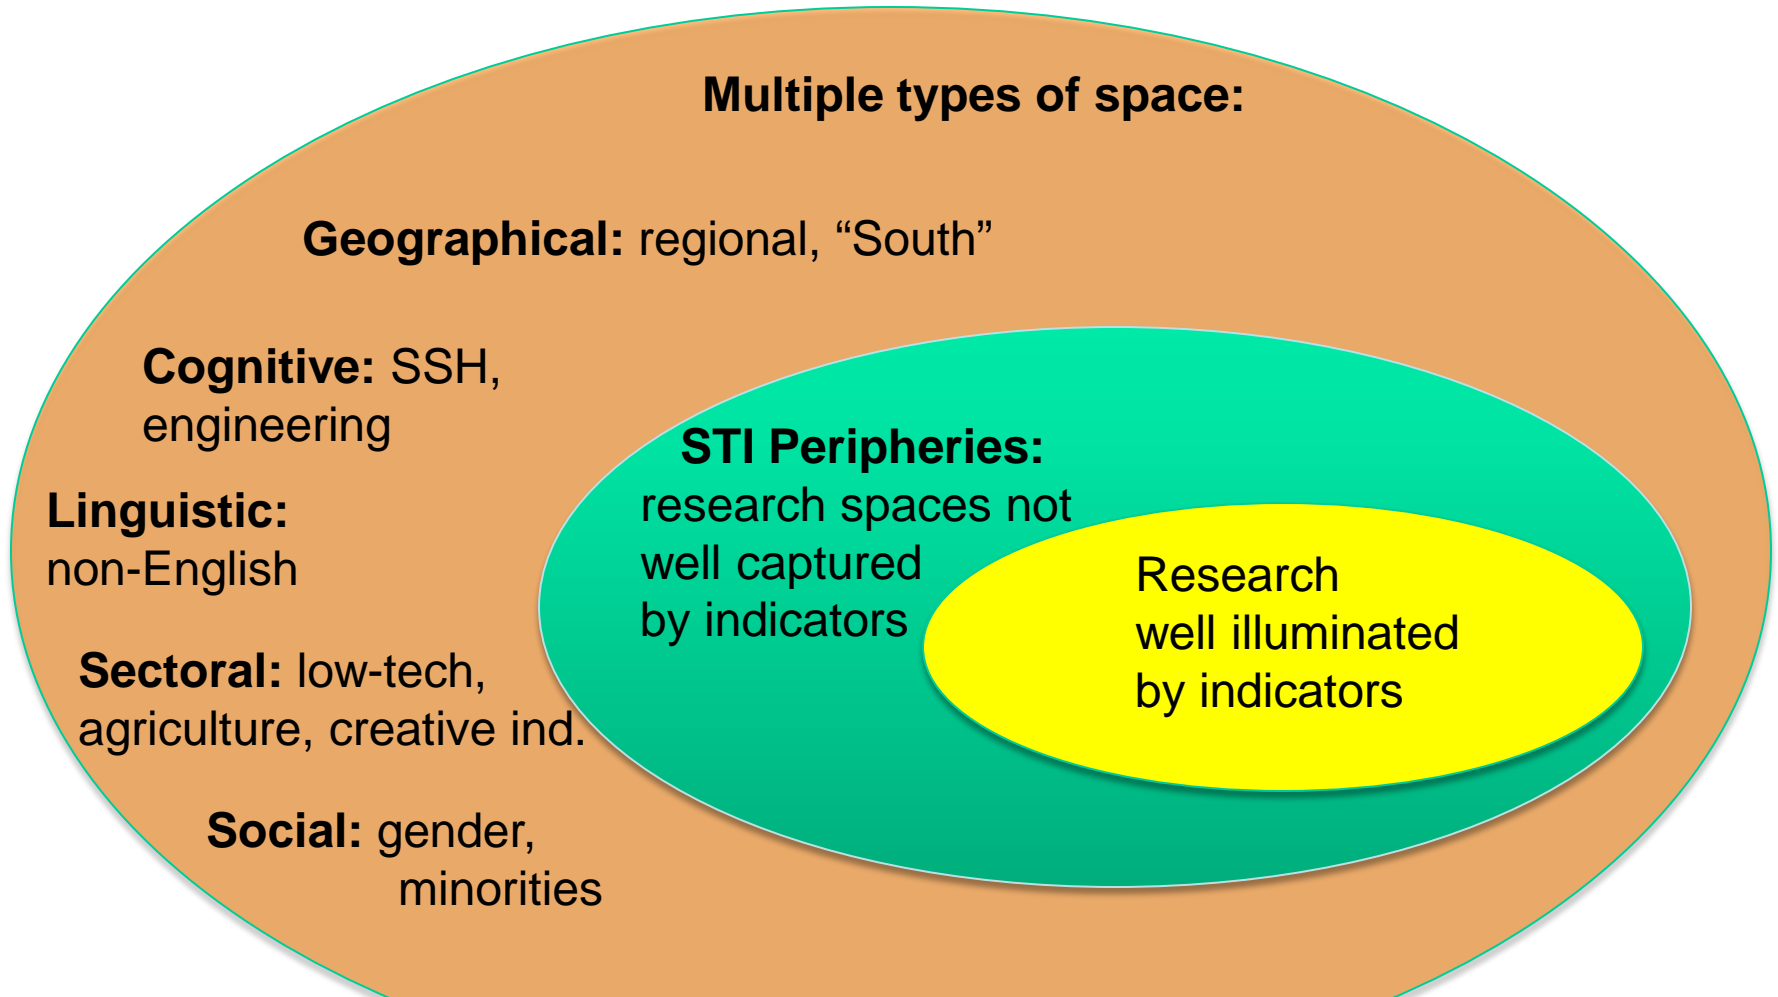 Multiple types of space:
Geographical: regional, “South”
Cognitive: SSH,
engineering
Linguistic:
non-English
Sectoral: low-tech,
agriculture, creative ind.
Social: gender,
minorities
STI Peripheries:
research spaces not
well captured
by indicators
Research
well illuminated
by indicators